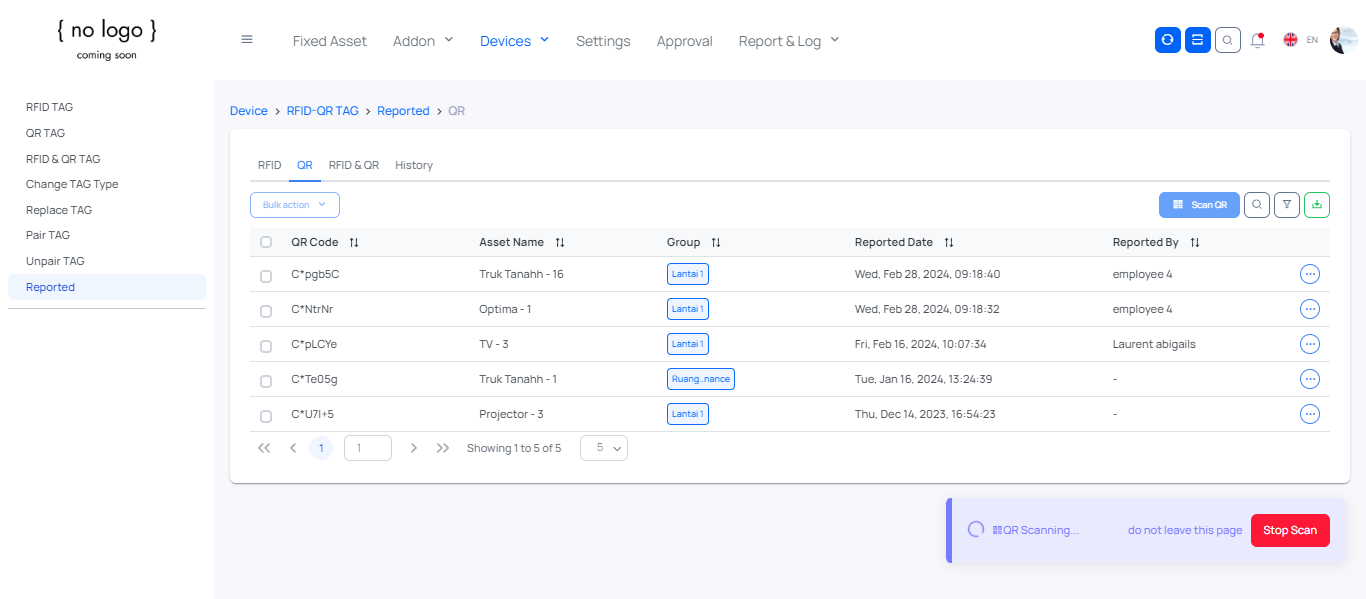 { no logo }
coming soon
Fixed Asset Addon Devices Settings Approval Report & Log EN
RFID TAG
QR TAG
RFID & QR TAG
Change TAG Type
Replace TAG
Pair TAG
Unpair TAG
Reported
Device > RFID-QR TAG > Reported > QR
RFID QR RFID & QR History
Bulk action Scan QR
QR Code Asset Name Group Reported Date Reported By
C*pgb5C Truk Tanahh - 16 Lantai 1 Wed, Feb 28, 2024, 09:18:40 employee 4
C*NtrNr Optima - 1 Lantai 1 Wed, Feb 28, 2024, 09:18:32 employee 4
C*pLCYe TV - 3 Lantai 1 Fri, Feb 16, 2024, 10:07:34 Laurent abigails
C*Te05g Truk Tanahh - 1 Ruang..nance Tue, Jan 16, 2024, 13:24:39 -
C*U7I+5 Projector - 3 Lantai 1 Thu, Dec 14, 2023, 16:54:23 -
1 1 Showing 1 to 5 of 5 5
QR Scanning... do not leave this page Stop Scan